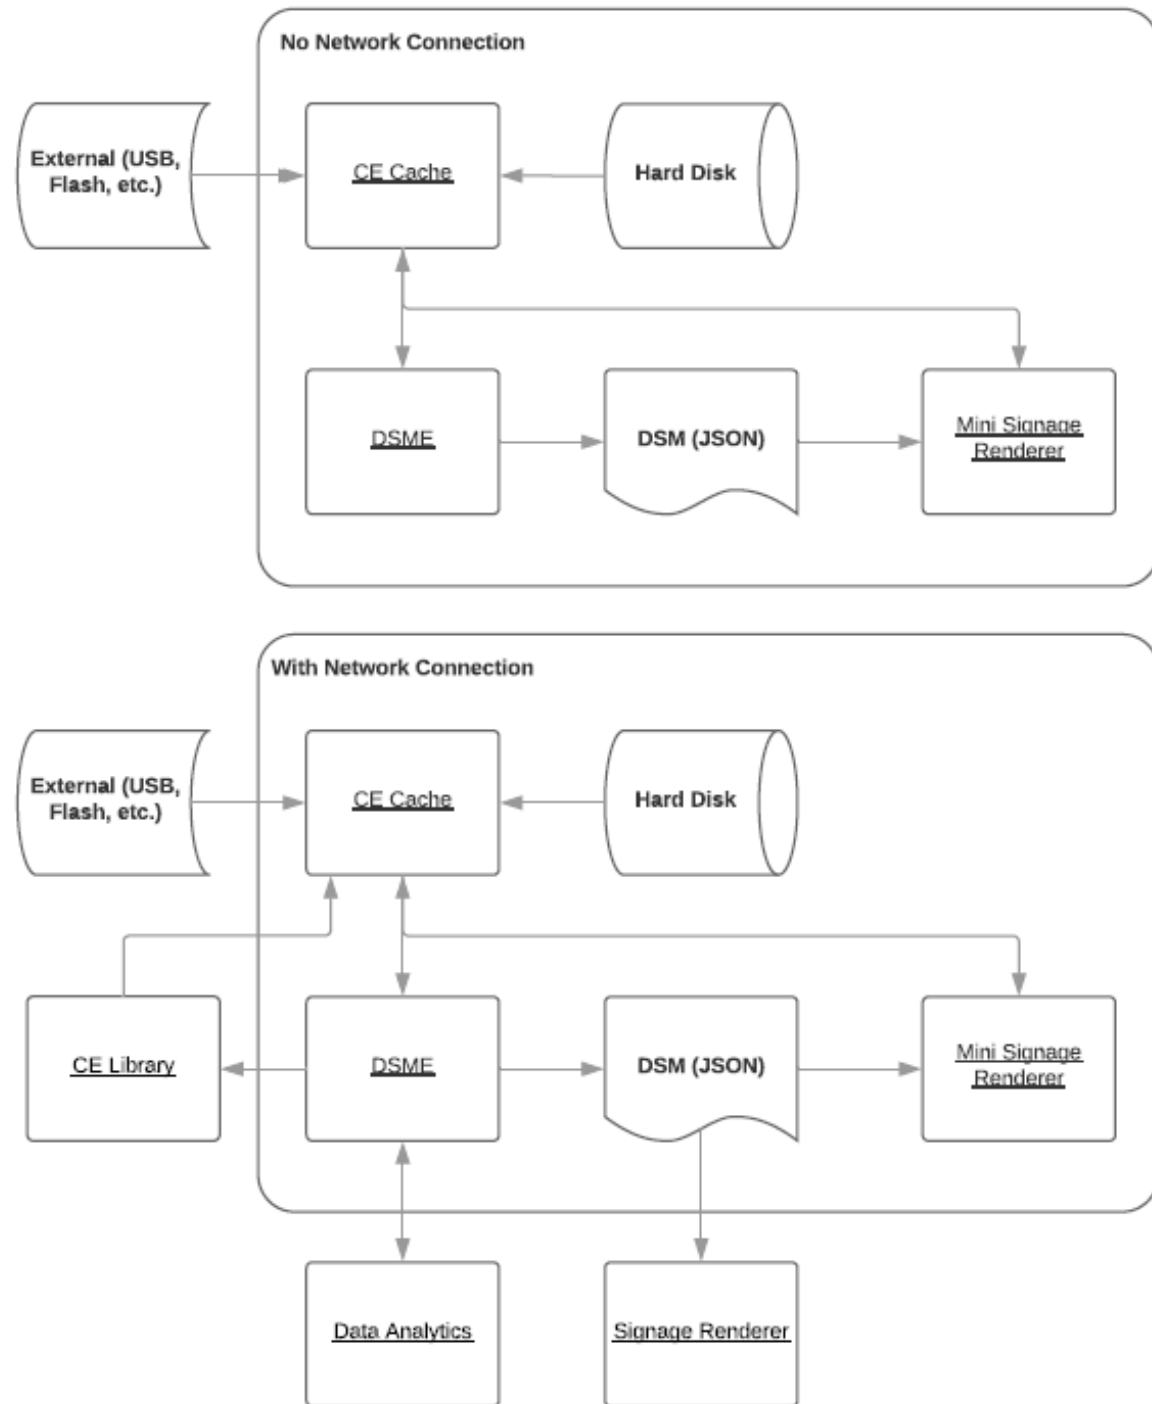 No Network Connection
External (USB,
Flash, etc.)
CE Cache
Hard Disk
DSME
DSM (JSON)
Mini Signage
Renderer
With Network Connection
External (USB,
Flash, etc.)
CE Cache
Hard Disk
CE Library
DSME
DSM (JSON)
Mini Signage
Renderer
Data Analytics
Signage Renderer